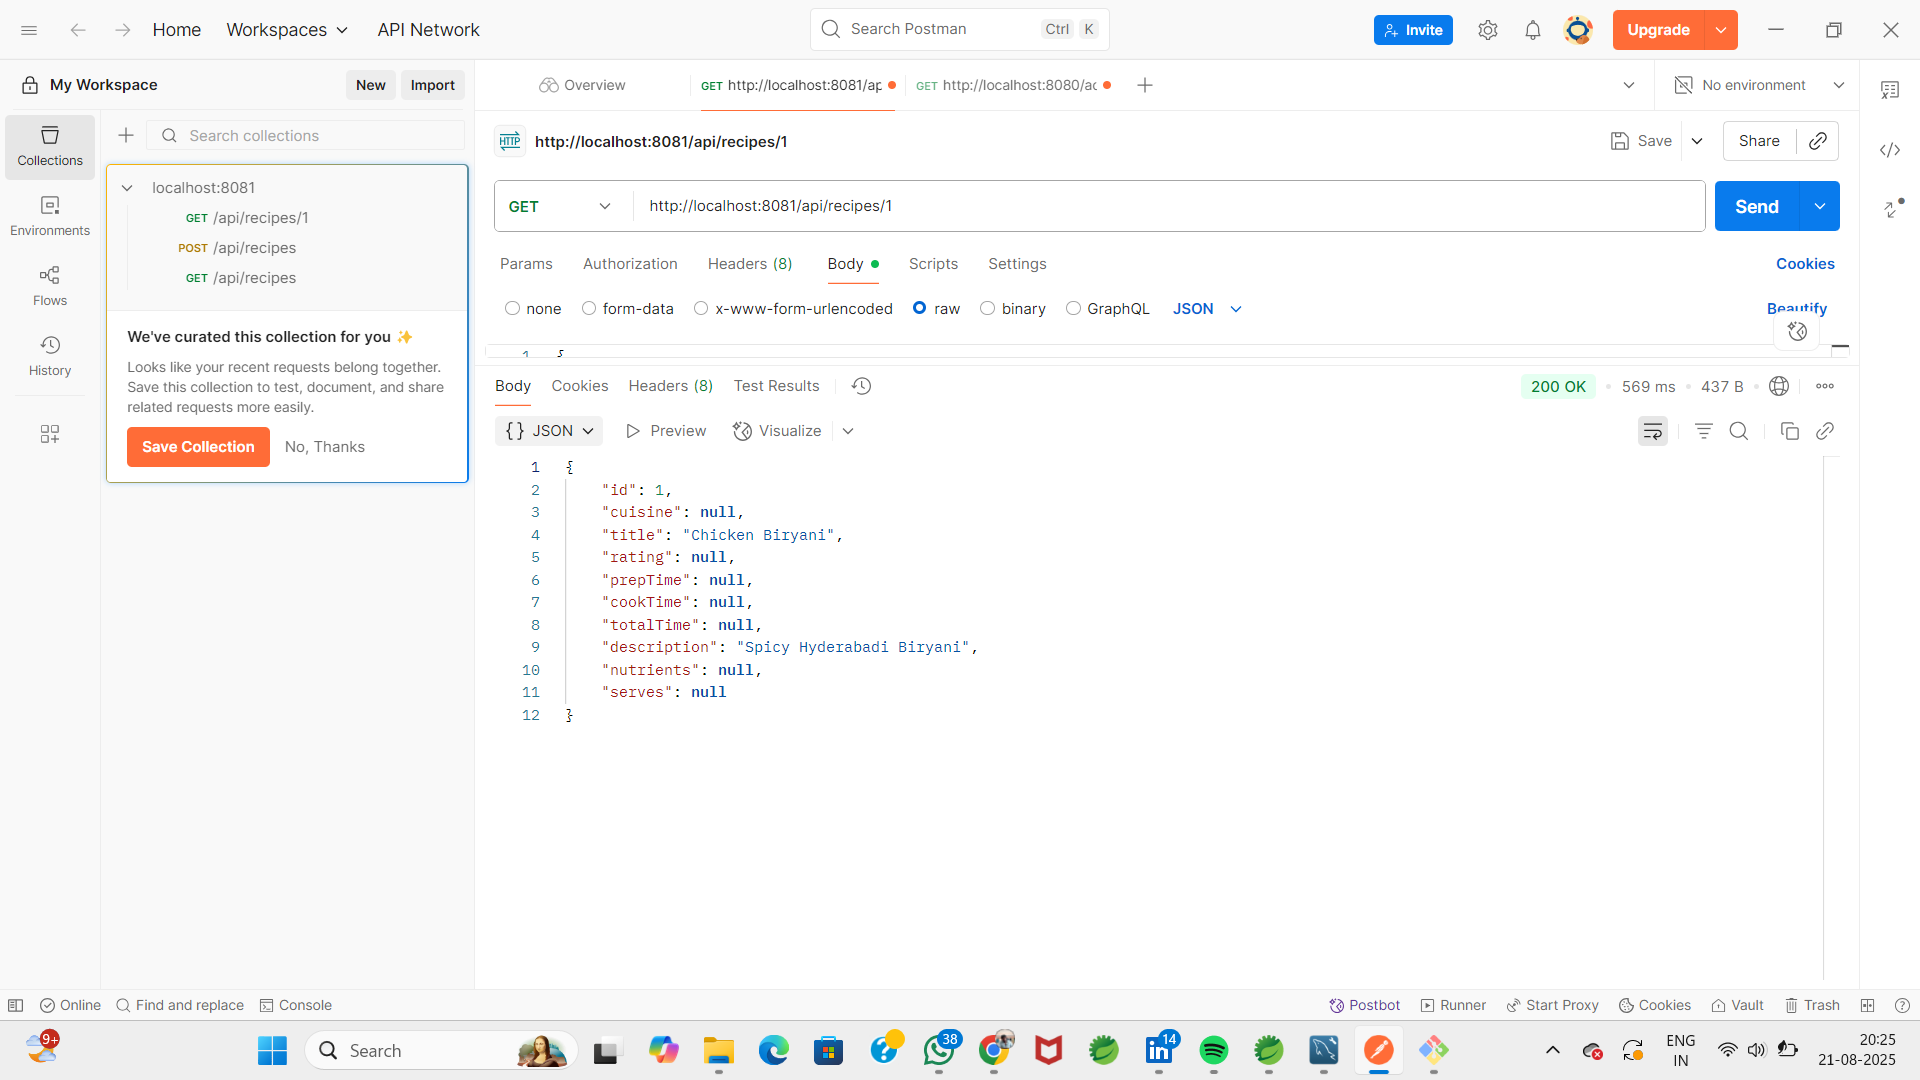 Home
Workspaces
API Network
Search Postman
Ctrl
K
Invite
Upgrade
My Workspace
New
Import
Overview
GET http://localhost:8081/ap
GET http://localhost:8080/ac
No environment
Collections
Environments
Flows
History
Search collections
localhost:8081
GET /api/recipes/1
POST /api/recipes
GET /api/recipes
We've curated this collection for you ✨
Looks like your recent requests belong together.
Save this collection to test, document, and share
related requests more easily.
Save Collection
No, Thanks
HTTP
http://localhost:8081/api/recipes/1
Save
Share
GET
http://localhost:8081/api/recipes/1
Send
Params
Authorization
Headers (8)
Body
Scripts
Settings
Cookies
none
form-data
x-www-form-urlencoded
raw
binary
GraphQL
JSON
Beautify
1 {
Body
Cookies
Headers (8)
Test Results
200 OK
569 ms
437 B
{} JSON
Preview
Visualize
1 {
2 "id": 1,
3 "cuisine": null,
4 "title": "Chicken Biryani",
5 "rating": null,
6 "prepTime": null,
7 "cookTime": null,
8 "totalTime": null,
9 "description": "Spicy Hyderabadi Biryani",
10 "nutrients": null,
11 "serves": null
12 }
Online
Find and replace
Console
Postbot
Runner
Start Proxy
Cookies
Vault
Trash
9+
Search
38
14
ENG
IN
20:25
21-08-2025